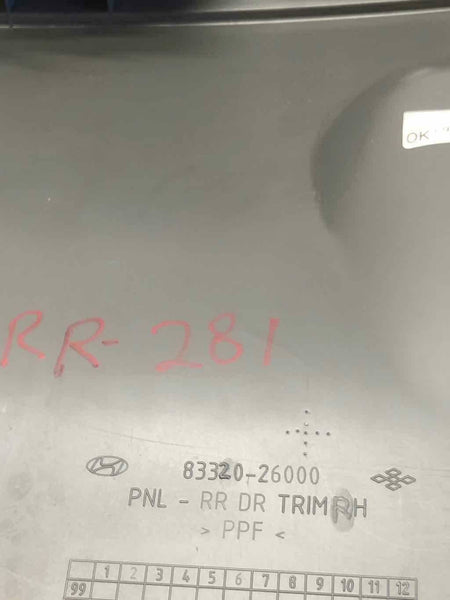 OK
RR-281
83320-26000
PNL - RR DR TRIM RH
> PPF <
1 2 3 4 5 6 7 8 9 10 11 12
99